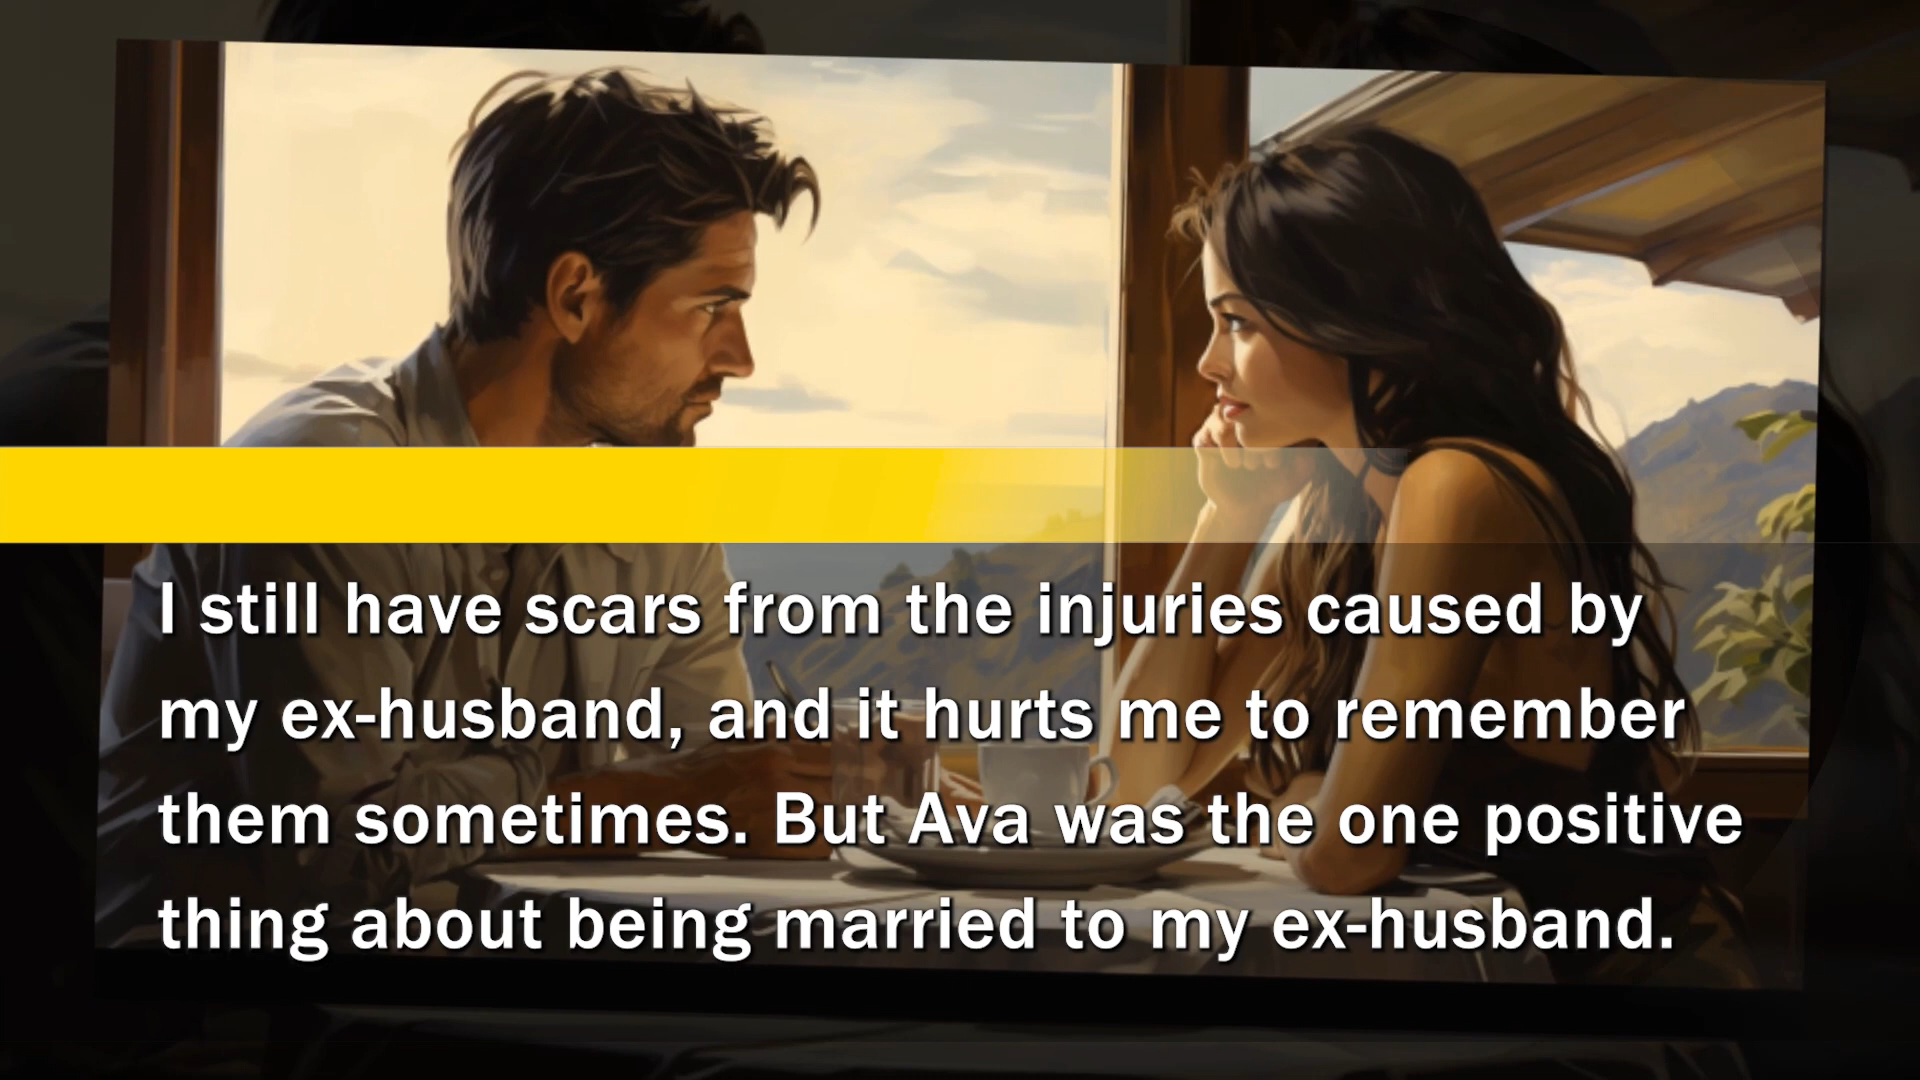 I still have scars from the injuries caused by
my ex-husband, and it hurts me to remember
them sometimes. But Ava was the one positive
thing about being married to my ex-husband.